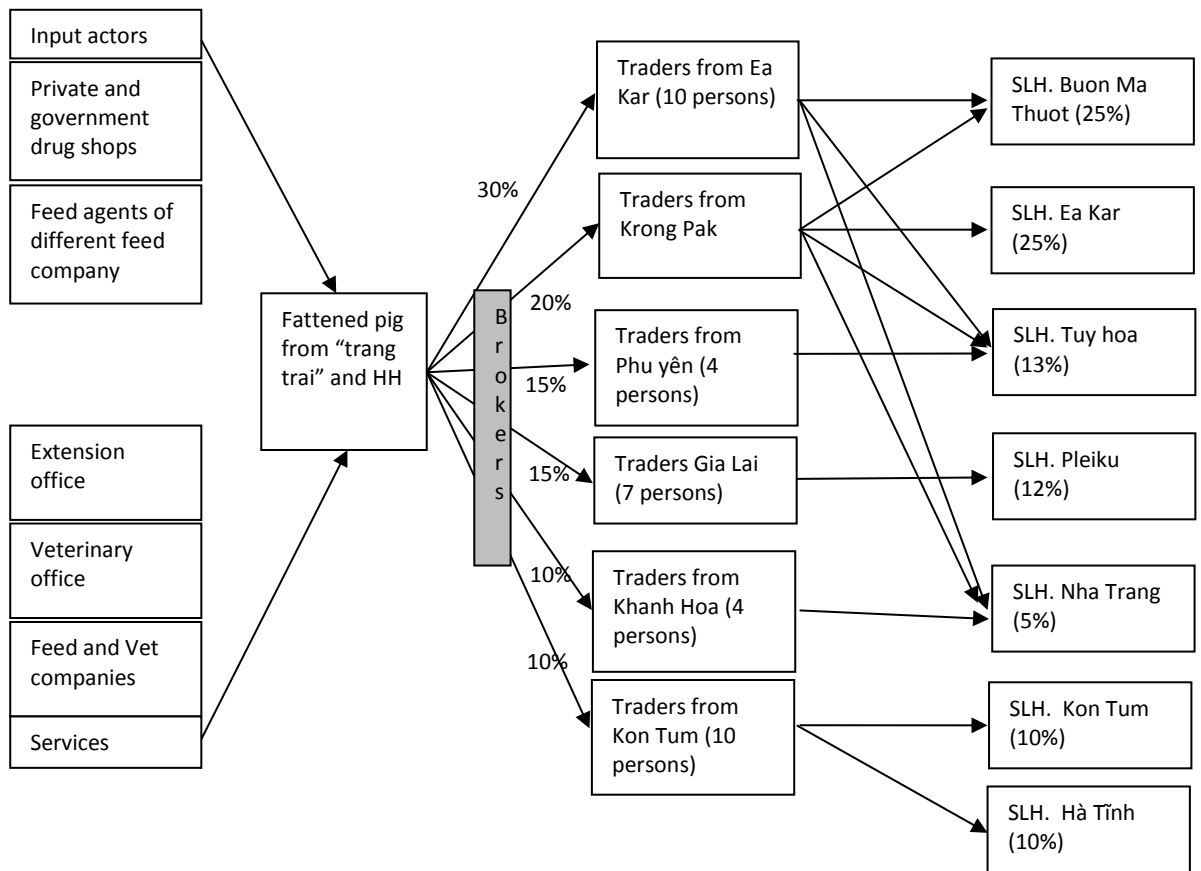 Input actors
Private and
government
drug shops
Feed agents of
different feed
company
Extension
office
Veterinary
office
Feed and Vet
companies
Services
Fattened pig
from “trang
trai” and HH
B
r
o
k
e
r
s
30%
20%
15%
15%
10%
10%
Traders from Ea
Kar (10 persons)
Traders from
Krong Pak
Traders from
Phu yên (4
persons)
Traders Gia Lai
(7 persons)
Traders from
Khanh Hoa (4
persons)
Traders from
Kon Tum (10
persons)
SLH. Buon Ma
Thuot (25%)
SLH. Ea Kar
(25%)
SLH. Tuy hoa
(13%)
SLH. Pleiku
(12%)
SLH. Nha Trang
(5%)
SLH. Kon Tum
(10%)
SLH. Hà Tĩnh
(10%)